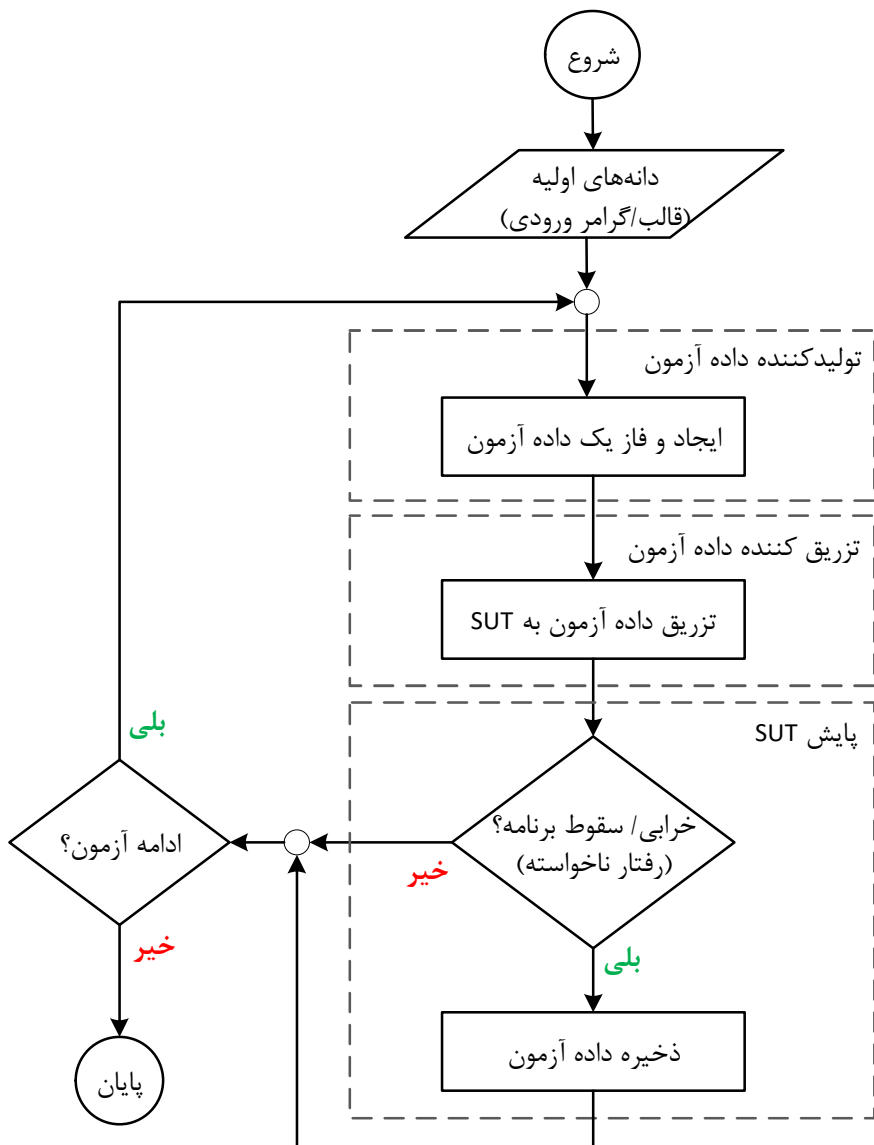 شروع
دانه‌های اولیه
(قالب/گرامر ورودی)
تولیدکننده داده آزمون
ایجاد و فاز یک داده آزمون
تزریق کننده داده آزمون
تزریق داده آزمون به SUT
پایش SUT
خرابی/ سقوط برنامه؟
(رفتار ناخواسته)
خیر
بلی
ذخیره داده آزمون
ادامه آزمون؟
بلی
خیر
پایان